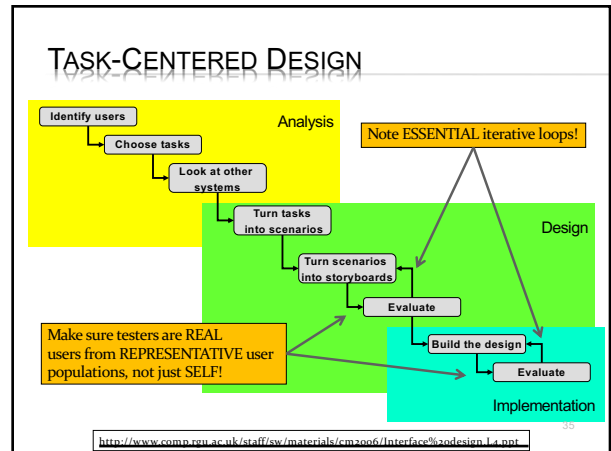 TASK-CENTERED DESIGN
Identify users
Analysis
Note ESSENTIAL iterative loops!
Choose tasks
Look at other
systems
Turn tasks
into scenarios
Design
Turn scenarios
into storyboards
Evaluate
Make sure testers are REAL
users from REPRESENTATIVE user
populations, not just SELF!
Build the design
Evaluate
Implementation
35
http://www.comp.rgu.ac.uk/staff/sw/materials/cm2006/Interface%20design.L4.ppt